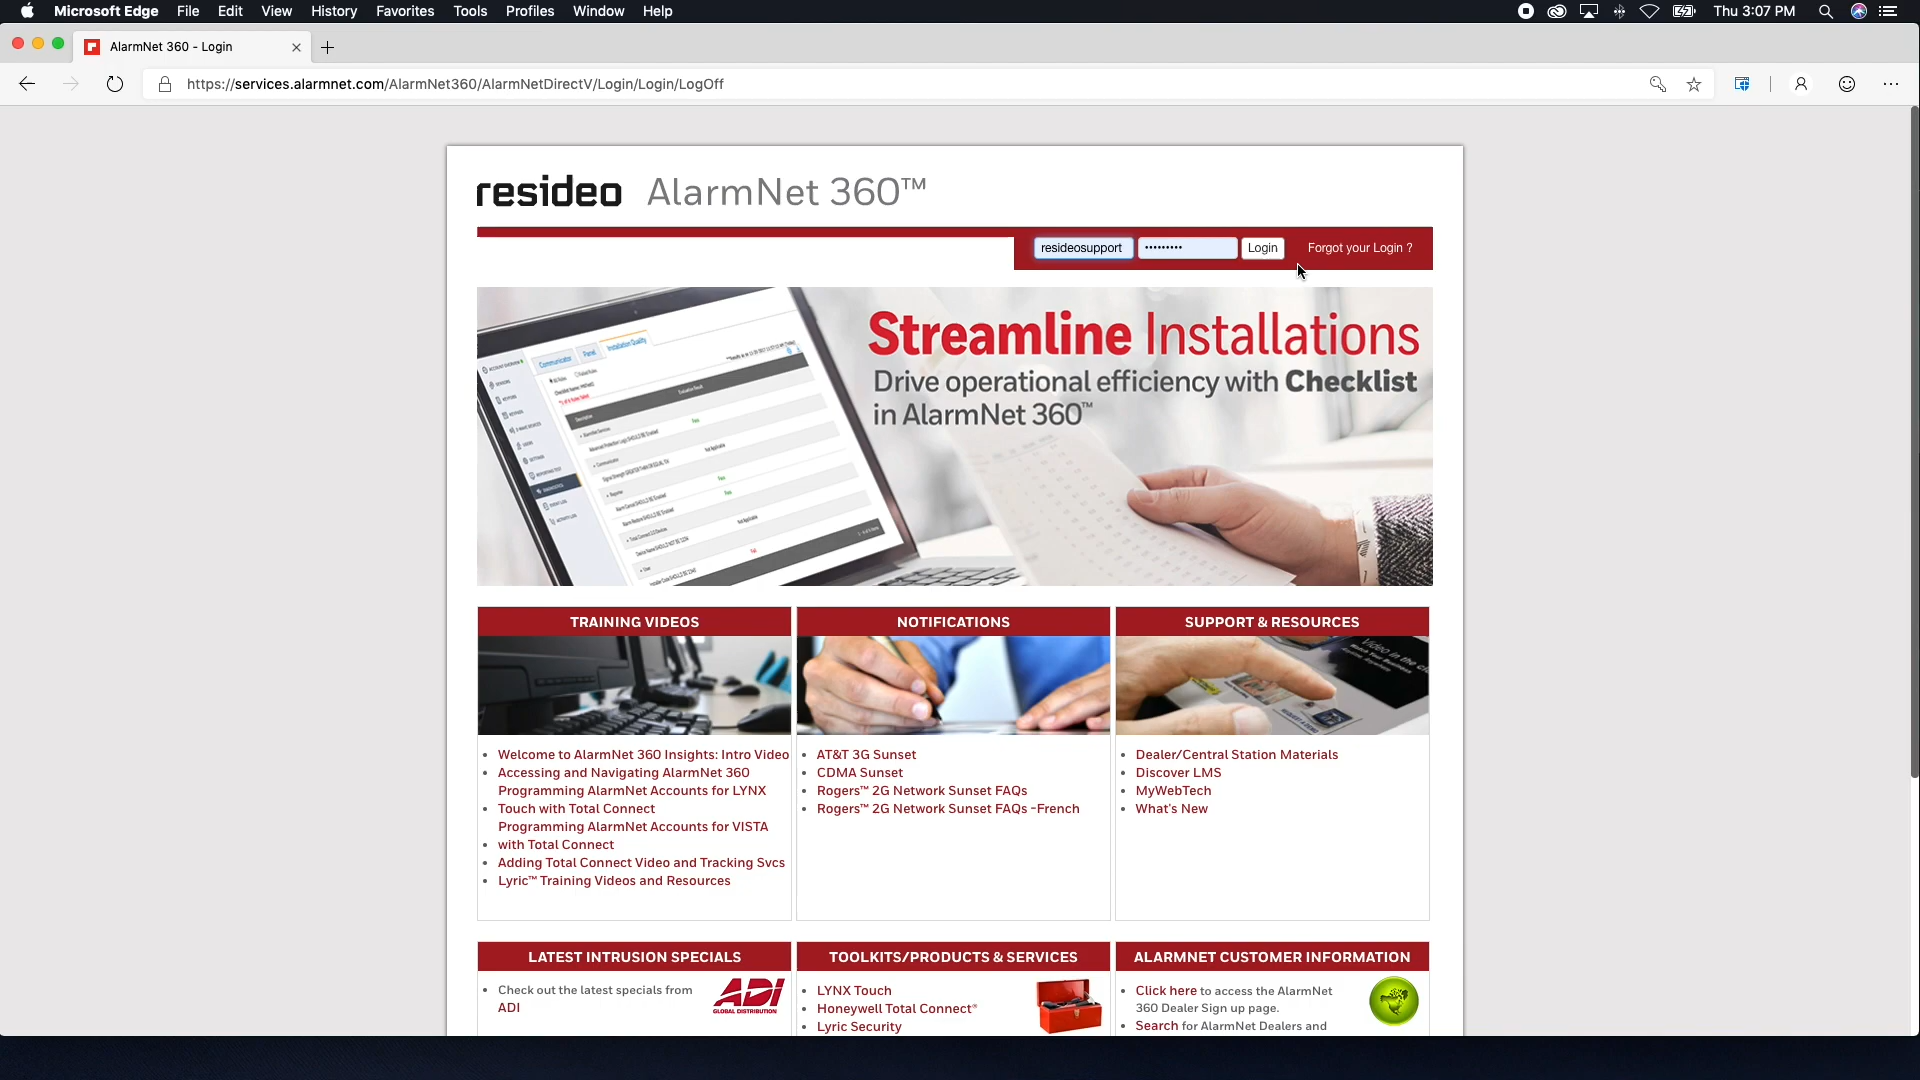 Microsoft Edge File Edit View History Favorites Tools Profiles Window Help Thu 3:07 PM
AlarmNet 360 - Login
https://services.alarmnet.com/AlarmNet360/AlarmNetDirectV/Login/Login/LogOff
resideo AlarmNet 360™
resideosupport ••••••••• Login Forgot your Login ?
Streamline Installations
Drive operational efficiency with Checklist
in AlarmNet 360™
Communicator Panel Installation Quality
TRAINING VIDEOS
• Welcome to AlarmNet 360 Insights: Intro Video
• Accessing and Navigating AlarmNet 360
Programming AlarmNet Accounts for LYNX
• Touch with Total Connect
Programming AlarmNet Accounts for VISTA
• with Total Connect
• Adding Total Connect Video and Tracking Svcs
• Lyric™ Training Videos and Resources
NOTIFICATIONS
• AT&T 3G Sunset
• CDMA Sunset
• Rogers™ 2G Network Sunset FAQs
• Rogers™ 2G Network Sunset FAQs -French
SUPPORT & RESOURCES
• Dealer/Central Station Materials
• Discover LMS
• MyWebTech
• What's New
LATEST INTRUSION SPECIALS
• Check out the latest specials from
ADI
ADI
GLOBAL DISTRIBUTION
TOOLKITS/PRODUCTS & SERVICES
• LYNX Touch
• Honeywell Total Connect®
• Lyric Security
ALARMNET CUSTOMER INFORMATION
• Click here to access the AlarmNet
360 Dealer Sign up page.
• Search for AlarmNet Dealers and